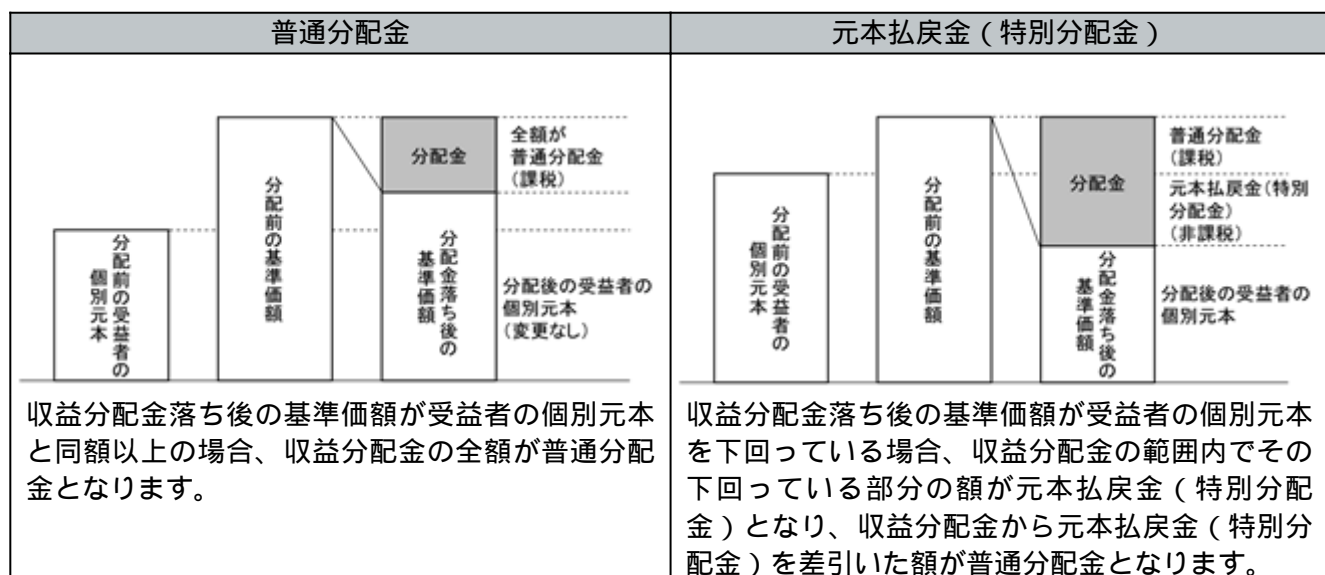 普通分配金
分配前の受益者の
個別元本
分配前の基準価額
分配金
分配金落ち後の
基準価額
全額が
普通分配金
(課税)
分配後の受益者の
個別元本
(変更なし)
収益分配金落ち後の基準価額が受益者の個別元本
と同額以上の場合、収益分配金の全額が普通分配
金となります。
元本払戻金(特別分配金)
分配前の受益者の
個別元本
分配前の基準価額
分配金
分配金落ち後の
基準価額
普通分配金
(課税)
元本払戻金(特別
分配金)
(非課税)
分配後の受益者の
個別元本
収益分配金落ち後の基準価額が受益者の個別元本
を下回っている場合、収益分配金の範囲内でその
下回っている部分の額が元本払戻金(特別分配
金)となり、収益分配金から元本払戻金(特別分
配金)を差引いた額が普通分配金となります。